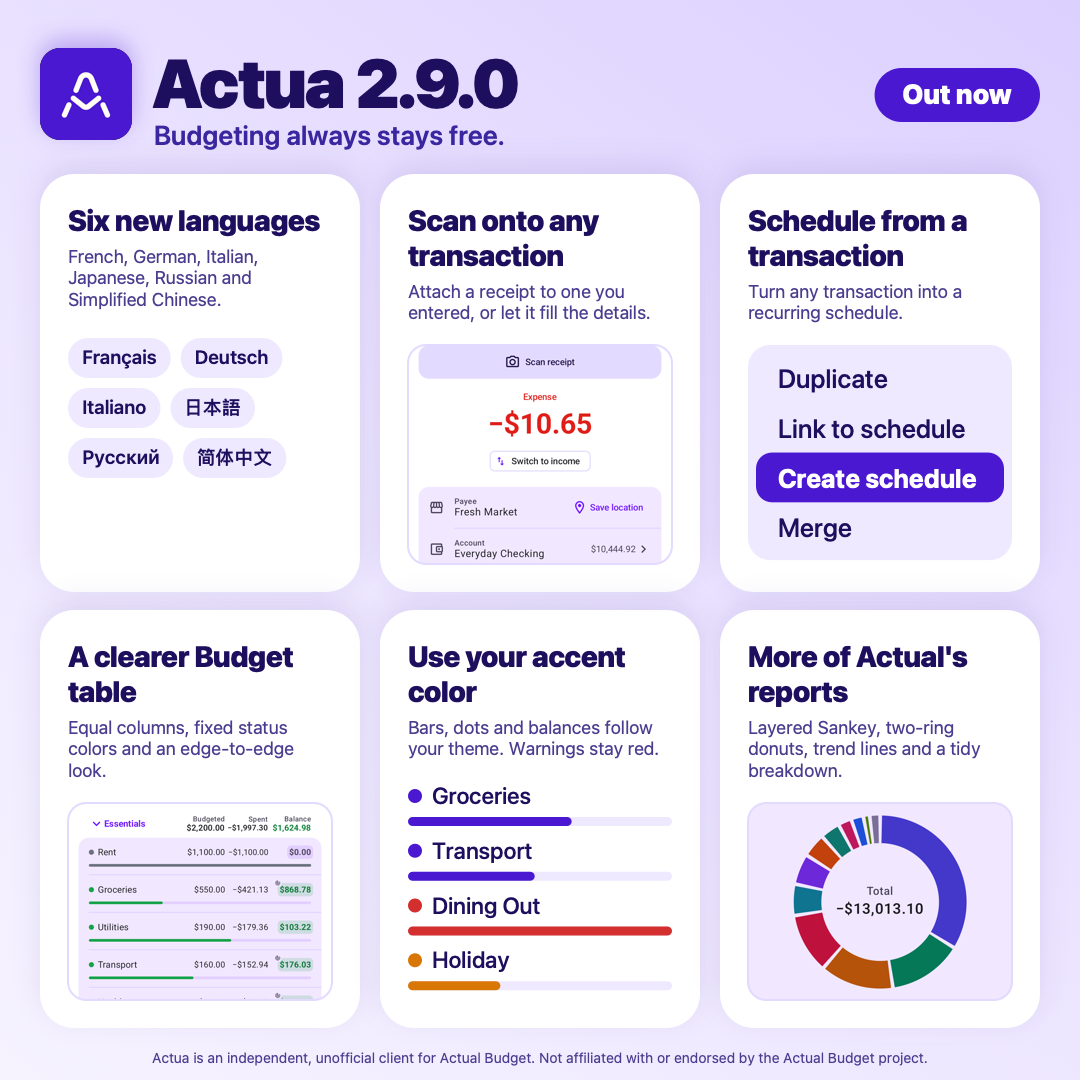 Actua 2.9.0
Budgeting always stays free.
Out now
Six new languages
French, German, Italian,
Japanese, Russian and
Simplified Chinese.
Français
Deutsch
Italiano
日本語
Русский
简体中文
Scan onto any
transaction
Attach a receipt to one you
entered, or let it fill the details.
Scan receipt
Expense
−$10.65
Switch to income
Payee
Fresh Market
Save location
Account
Everyday Checking
$10,444.92
Schedule from a
transaction
Turn any transaction into a
recurring schedule.
Duplicate
Link to schedule
Create schedule
Merge
A clearer Budget
table
Equal columns, fixed status
colors and an edge-to-edge
look.
Essentials
Budgeted Spent Balance
$2,200.00 −$1,997.30 $1,624.98
Rent $1,100.00 −$1,100.00 $0.00
Groceries $550.00 −$421.13 $868.78
Utilities $190.00 −$179.36 $103.22
Transport $160.00 −$152.94 $176.03
Use your accent
color
Bars, dots and balances follow
your theme. Warnings stay red.
Groceries
Transport
Dining Out
Holiday
More of Actual's
reports
Layered Sankey, two-ring
donuts, trend lines and a tidy
breakdown.
Total
−$13,013.10
Actua is an independent, unofficial client for Actual Budget. Not affiliated with or endorsed by the Actual Budget project.